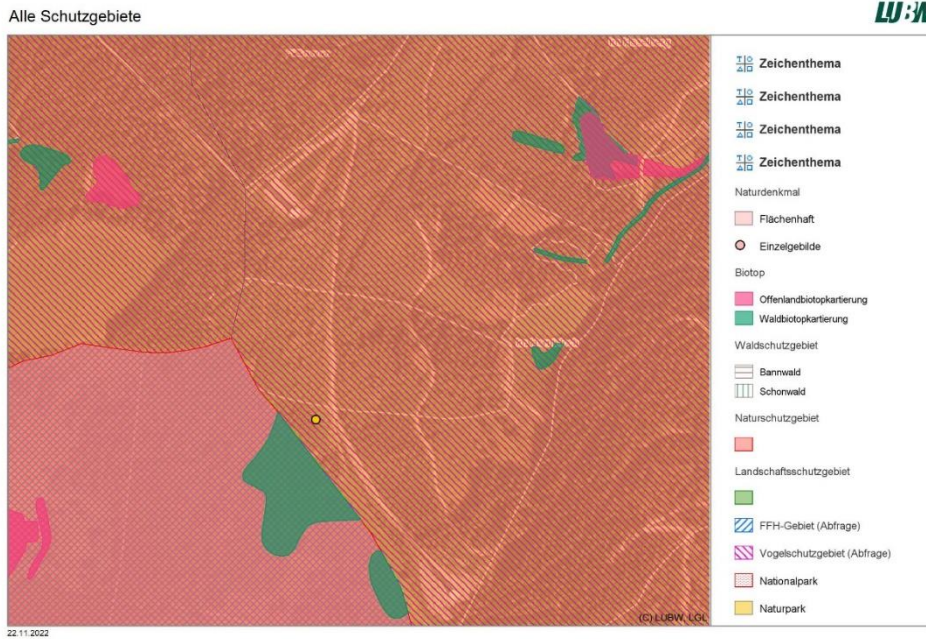 Alle Schutzgebiete
LUBW
Zeichenthema
Zeichenthema
Zeichenthema
Zeichenthema
Naturdenkmal
Flächenhaft
Einzelgebilde
Biotop
Offenlandbiotopkartierung
Waldbiotopkartierung
Waldschutzgebiet
Bannwald
Schonwald
Naturschutzgebiet
Landschaftsschutzgebiet
FFH-Gebiet (Abfrage)
Vogelschutzgebiet (Abfrage)
Nationalpark
Naturpark
(C) LUBW, LGL
22.11.2022